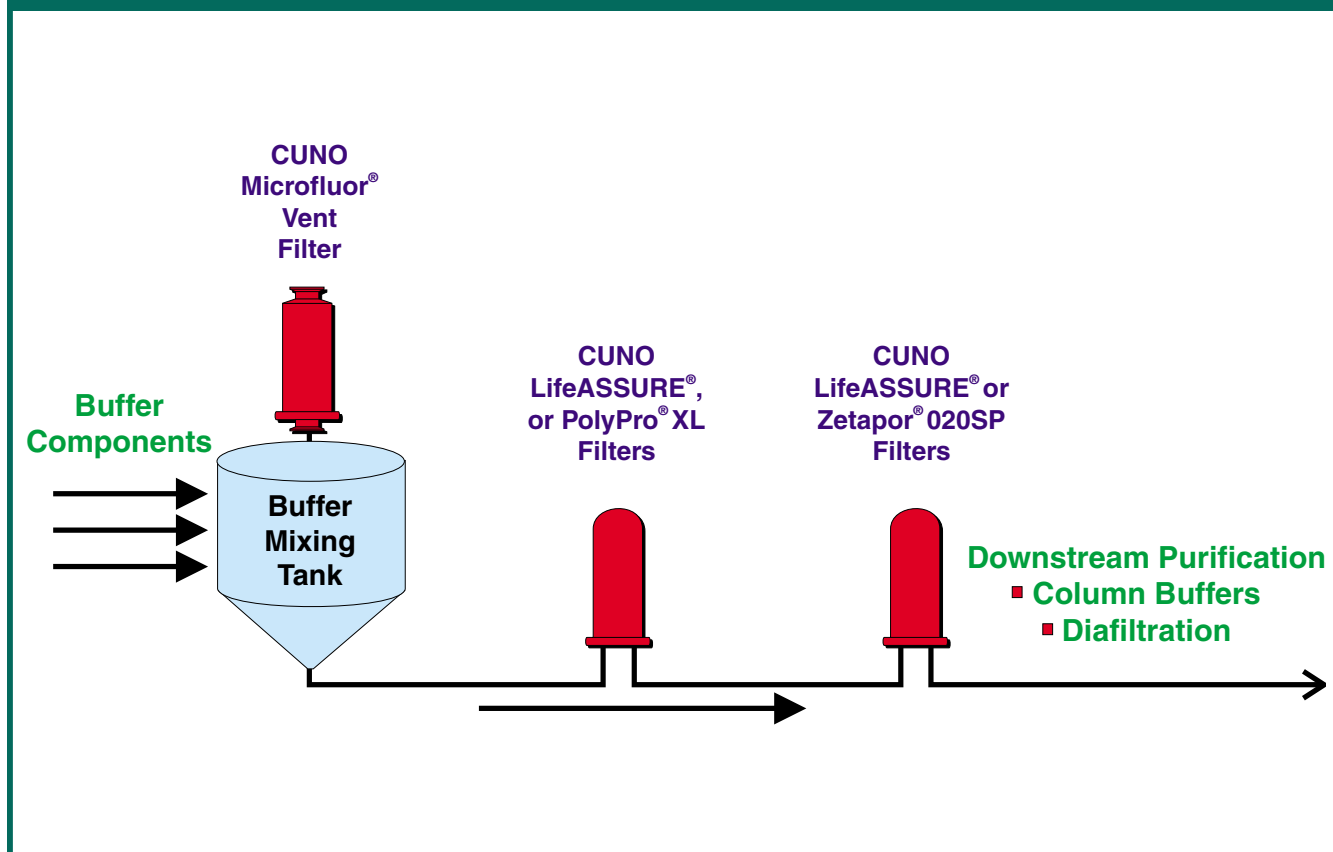 CUNO
Microfluor®
Vent
Filter
Buffer
Components
Buffer
Mixing
Tank
CUNO
LifeASSURE®,
or PolyPro® XL
Filters
CUNO
LifeASSURE® or
Zetapor® 020SP
Filters
Downstream Purification
Column Buffers
Diafiltration